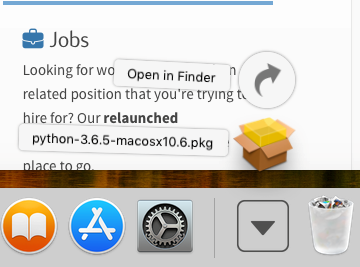 Jobs
Looking for wo
Open in Finder
related position that you're trying t
hire for? Our relaunched
python-3.6.5-macosx10.6.pkg
place to go.